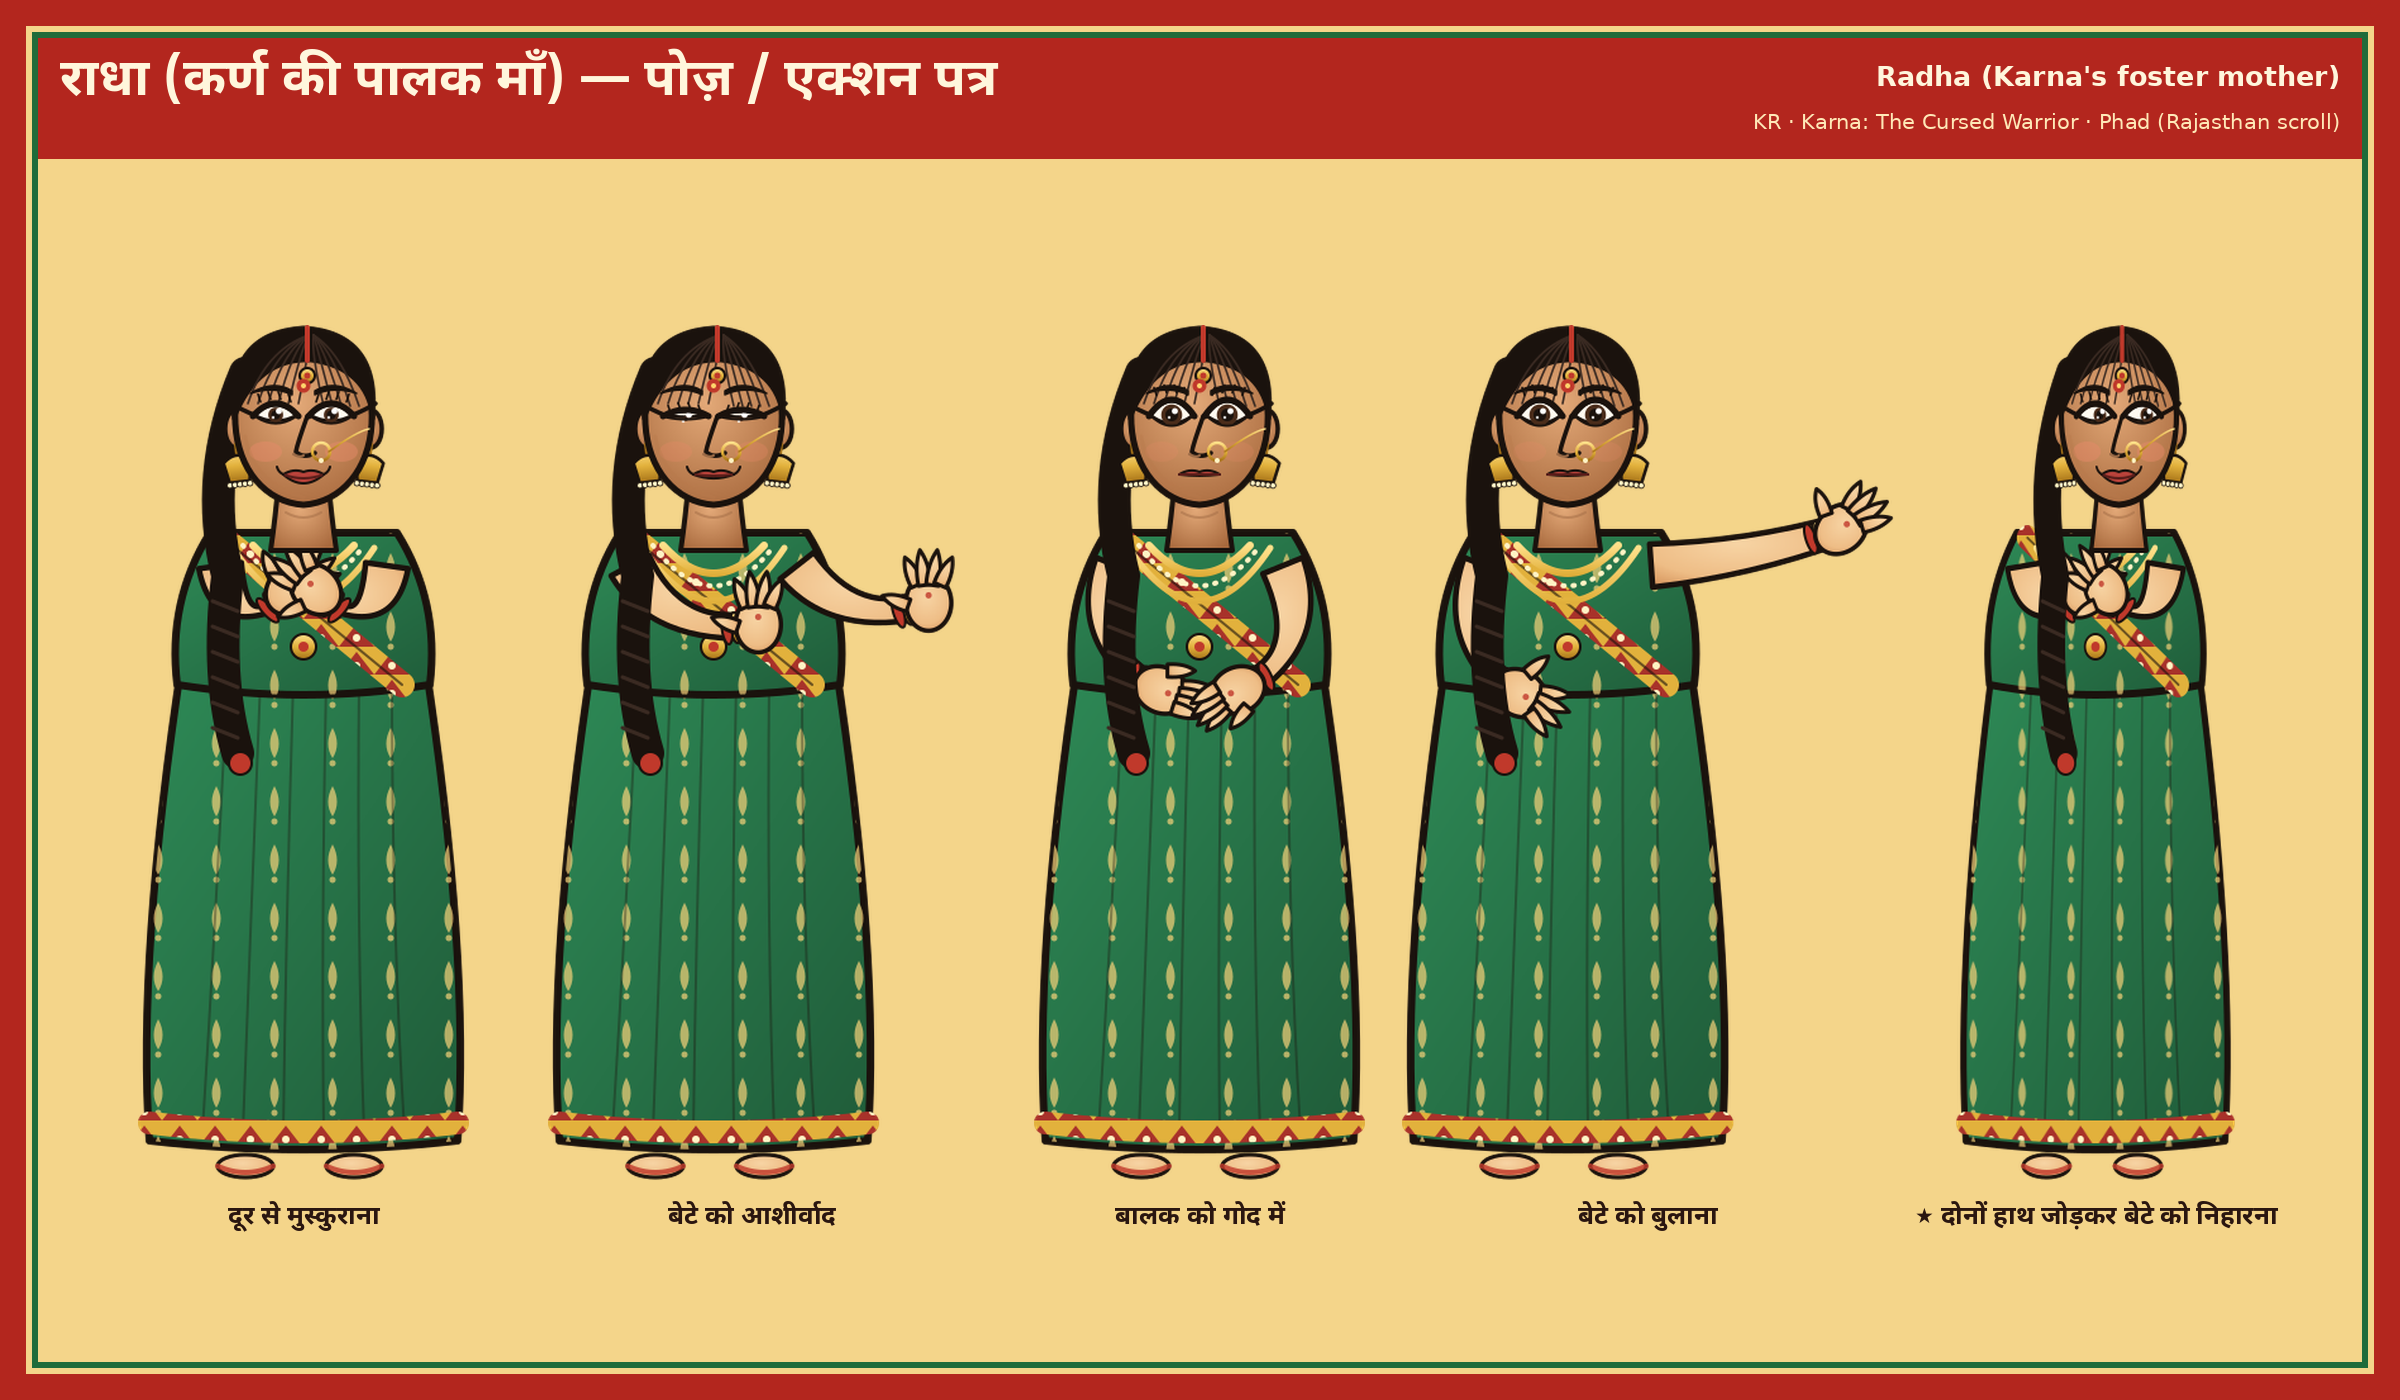 राधा (कर्ण की पालक माँ) — पोज़ / एक्शन पत्र
Radha (Karna's foster mother)
KR · Karna: The Cursed Warrior · Phad (Rajasthan scroll)
दूर से मुस्कुराना
बेटे को आशीर्वाद
बालक को गोद में
बेटे को बुलाना
★ दोनों हाथ जोड़कर बेटे को निहारना